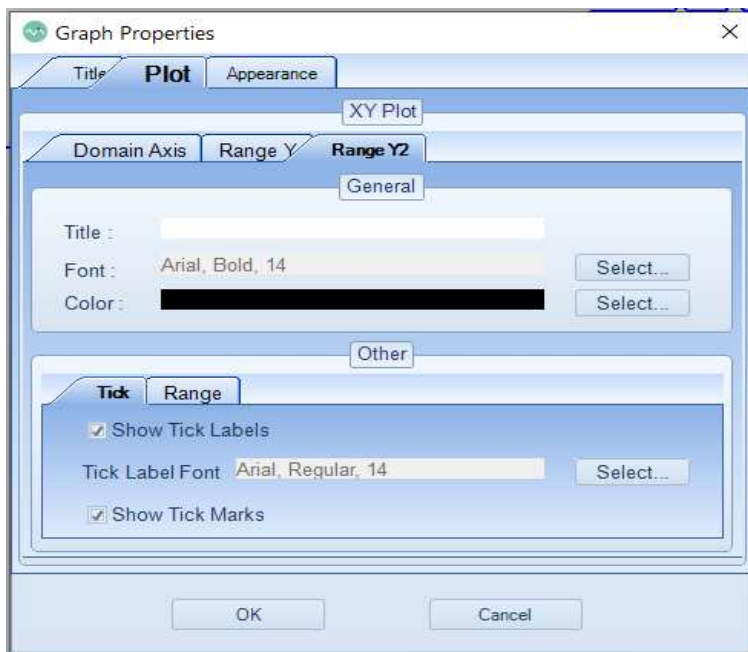 Graph Properties
Title Plot Appearance
XY Plot
Domain Axis Range Y Range Y2
General
Title :
Font : Arial, Bold, 14 Select...
Color : Select...
Other
Tick Range
Show Tick Labels
Tick Label Font Arial, Regular, 14 Select...
Show Tick Marks
OK Cancel